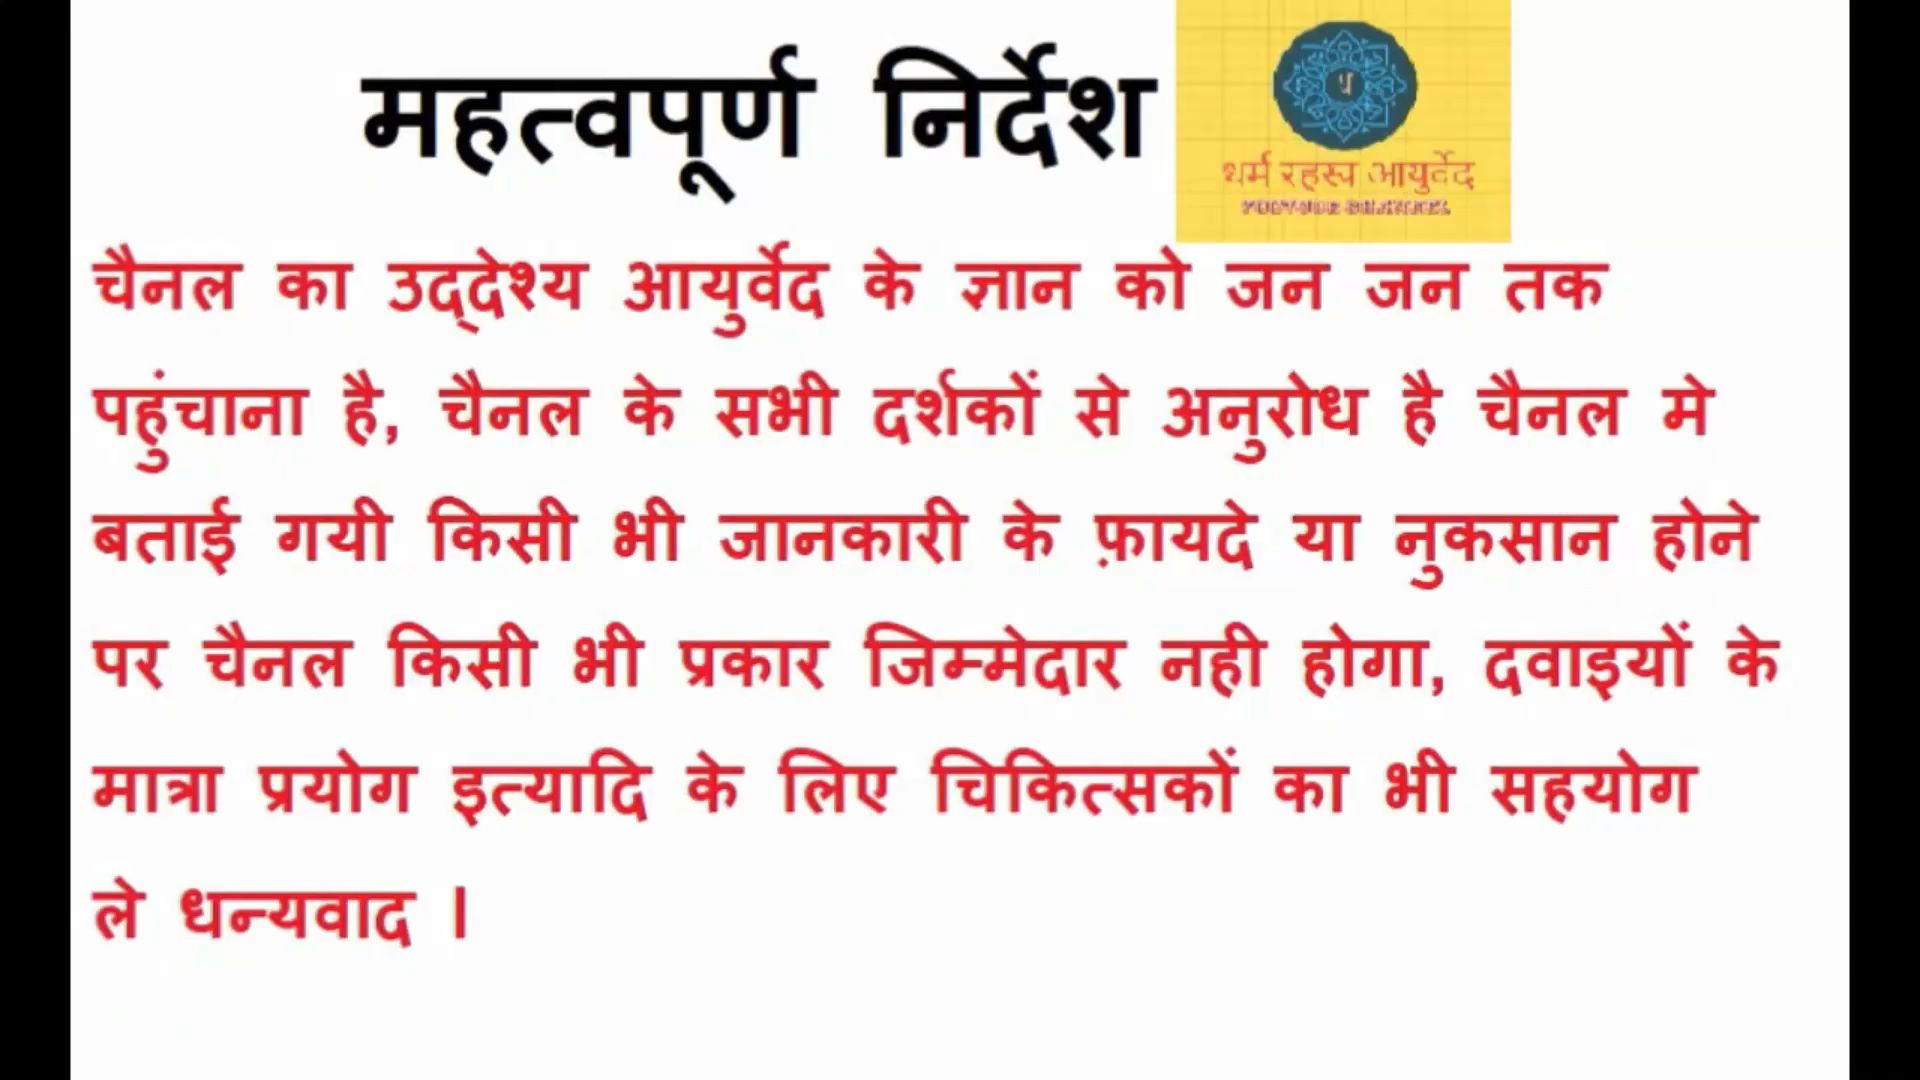 महत्वपूर्ण निर्देश
धर्म रहस्य आयुर्वेद
चैनल का उद्देश्य आयुर्वेद के ज्ञान को जन जन तक
पहुंचाना है, चैनल के सभी दर्शकों से अनुरोध है चैनल मे
बताई गयी किसी भी जानकारी के फ़ायदे या नुकसान होने
पर चैनल किसी भी प्रकार जिम्मेदार नही होगा, दवाइयों के
मात्रा प्रयोग इत्यादि के लिए चिकित्सकों का भी सहयोग
ले धन्यवाद ।